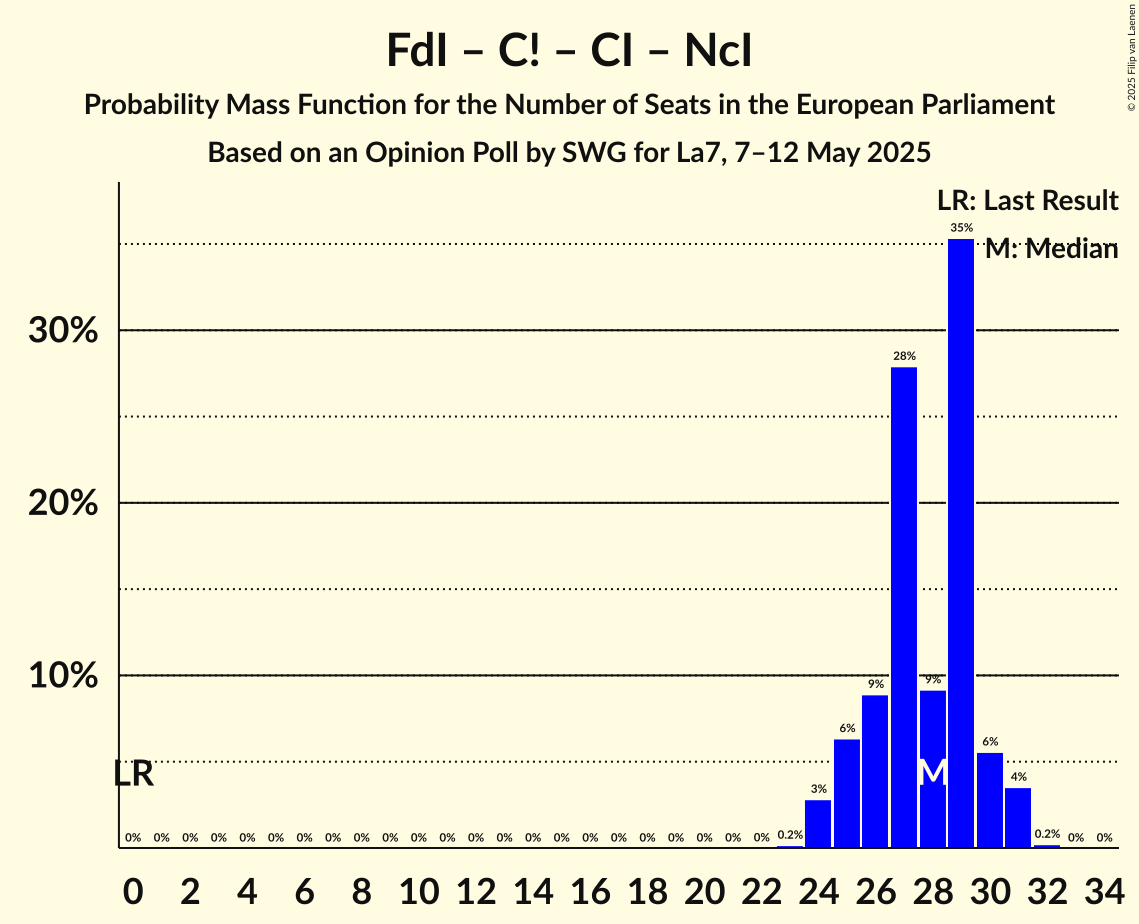 FdI – C! – CI – NcI
Probability Mass Function for the Number of Seats in the European Parliament
Based on an Opinion Poll by SWG for La7, 7–12 May 2025
© 2025 Filip van Laenen
LR: Last Result
M: Median
35%
30%
28%
20%
10%
9%
9%
6%
6%
LR
M
3%
4%
0% 0% 0% 0% 0% 0% 0% 0% 0% 0% 0% 0% 0% 0% 0% 0% 0% 0% 0% 0% 0% 0% 0% 0.2% 0.2% 0% 0%
0 2 4 6 8 10 12 14 16 18 20 22 24 26 28 30 32 34